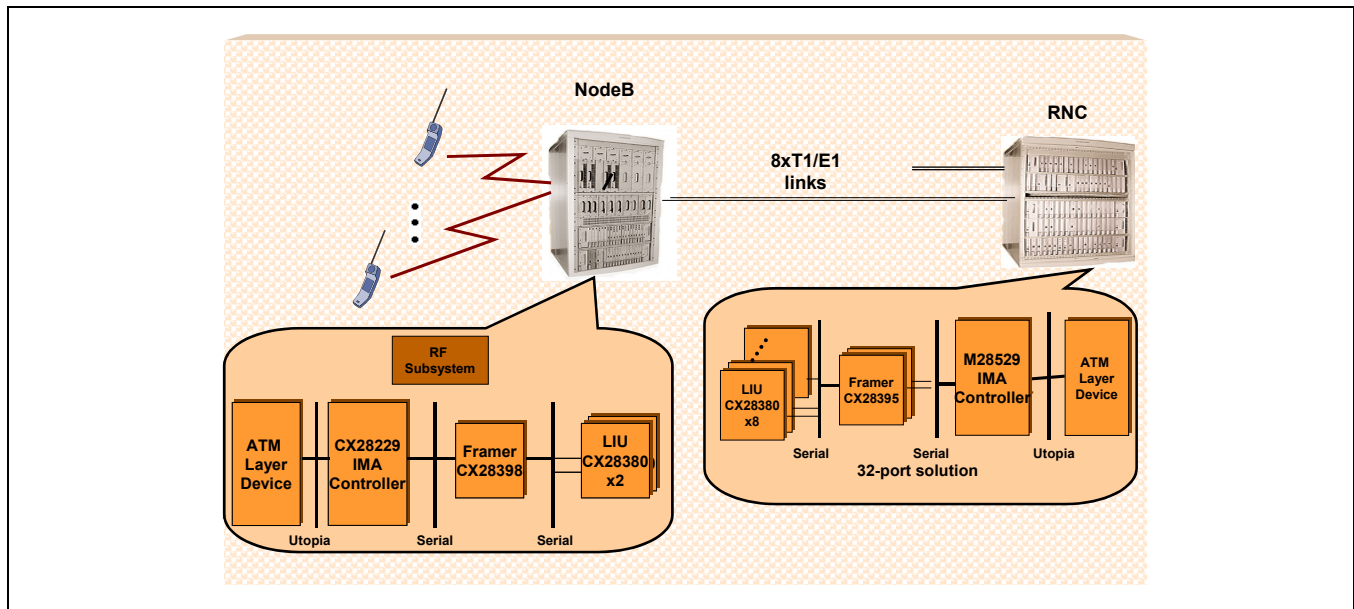 NodeB
RNC
8xT1/E1
links
RF
Subsystem
ATM
Layer
Device
CX28229
IMA
Controller
Framer
CX28398
LIU
CX28380
x2
Utopia
Serial
Serial
LIU
CX28380
x8
Framer
CX28395
M28529
IMA
Controller
ATM
Layer
Device
Serial
Serial
Utopia
32-port solution